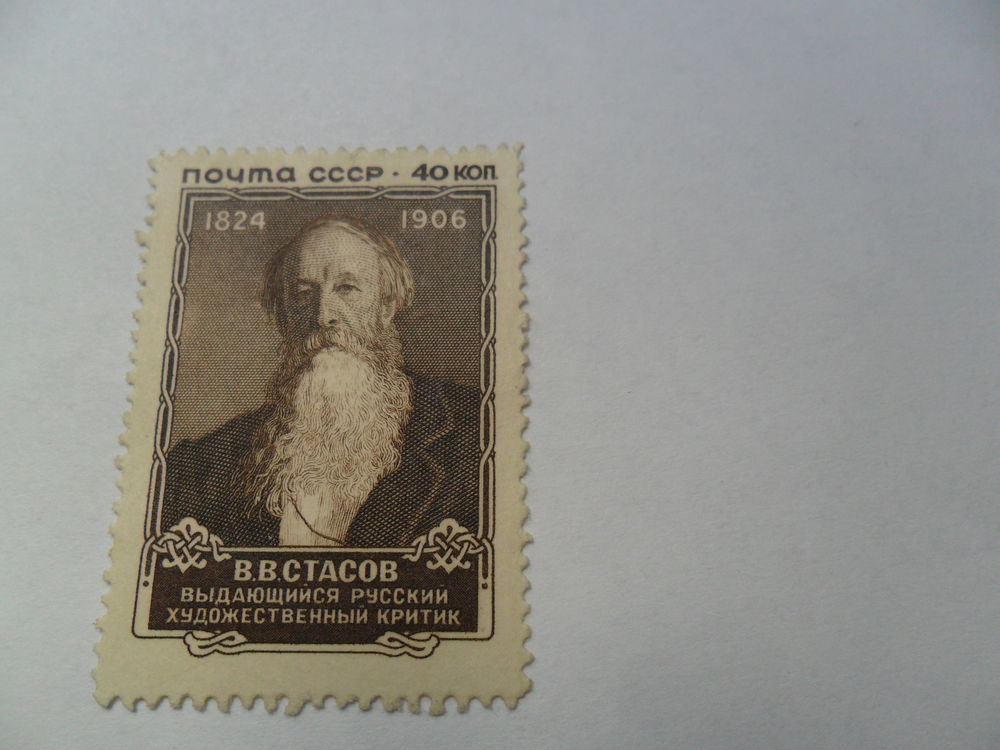 почта СССР · 40 КОП.
1824 1906
В.В.СТАСОВ
ВЫДАЮЩИЙСЯ РУССКИЙ
ХУДОЖЕСТВЕННЫЙ КРИТИК